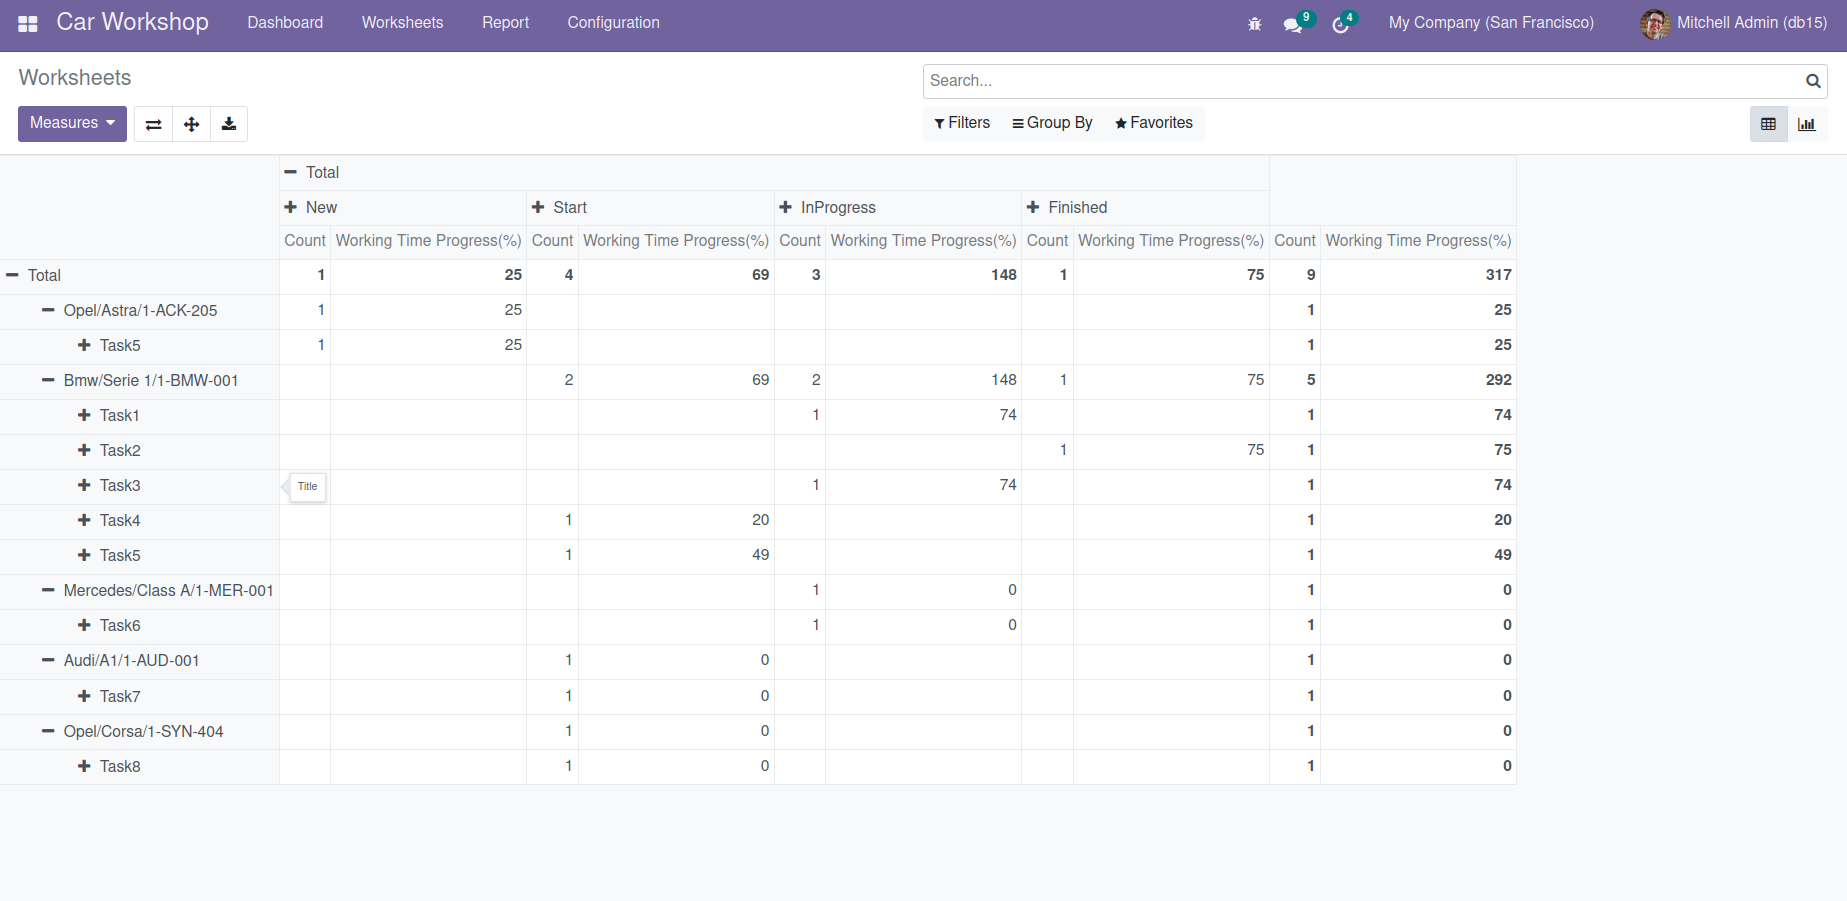 Car Workshop Dashboard Worksheets Report Configuration 9 4 My Company (San Francisco) Mitchell Admin (db15)
Worksheets
Search...
Measures Filters Group By Favorites
Total
New Start InProgress Finished
Count Working Time Progress(%) Count Working Time Progress(%) Count Working Time Progress(%) Count Working Time Progress(%) Count Working Time Progress(%)
Total 1 25 4 69 3 148 1 75 9 317
Opel/Astra/1-ACK-205 1 25 1 25
Task5 1 25 1 25
Bmw/Serie 1/1-BMW-001 2 69 2 148 1 75 5 292
Task1 1 74 1 74
Task2 1 75 1 75
Task3 Title 1 74 1 74
Task4 1 20 1 20
Task5 1 49 1 49
Mercedes/Class A/1-MER-001 1 0 1 0
Task6 1 0 1 0
Audi/A1/1-AUD-001 1 0 1 0
Task7 1 0 1 0
Opel/Corsa/1-SYN-404 1 0 1 0
Task8 1 0 1 0